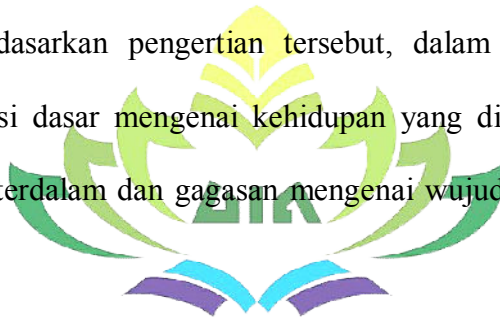 dasarkan pengertian tersebut, dalam
si dasar mengenai kehidupan yang di
terdalam dan gagasan mengenai wujud